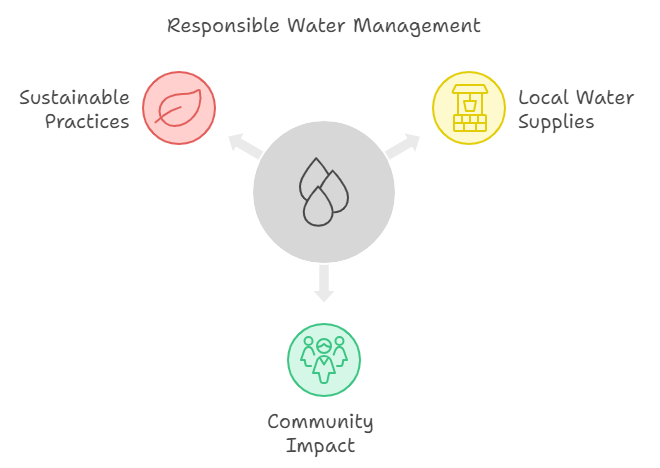 Responsible Water Management
Sustainable
Practices
Local Water
Supplies
Community
Impact